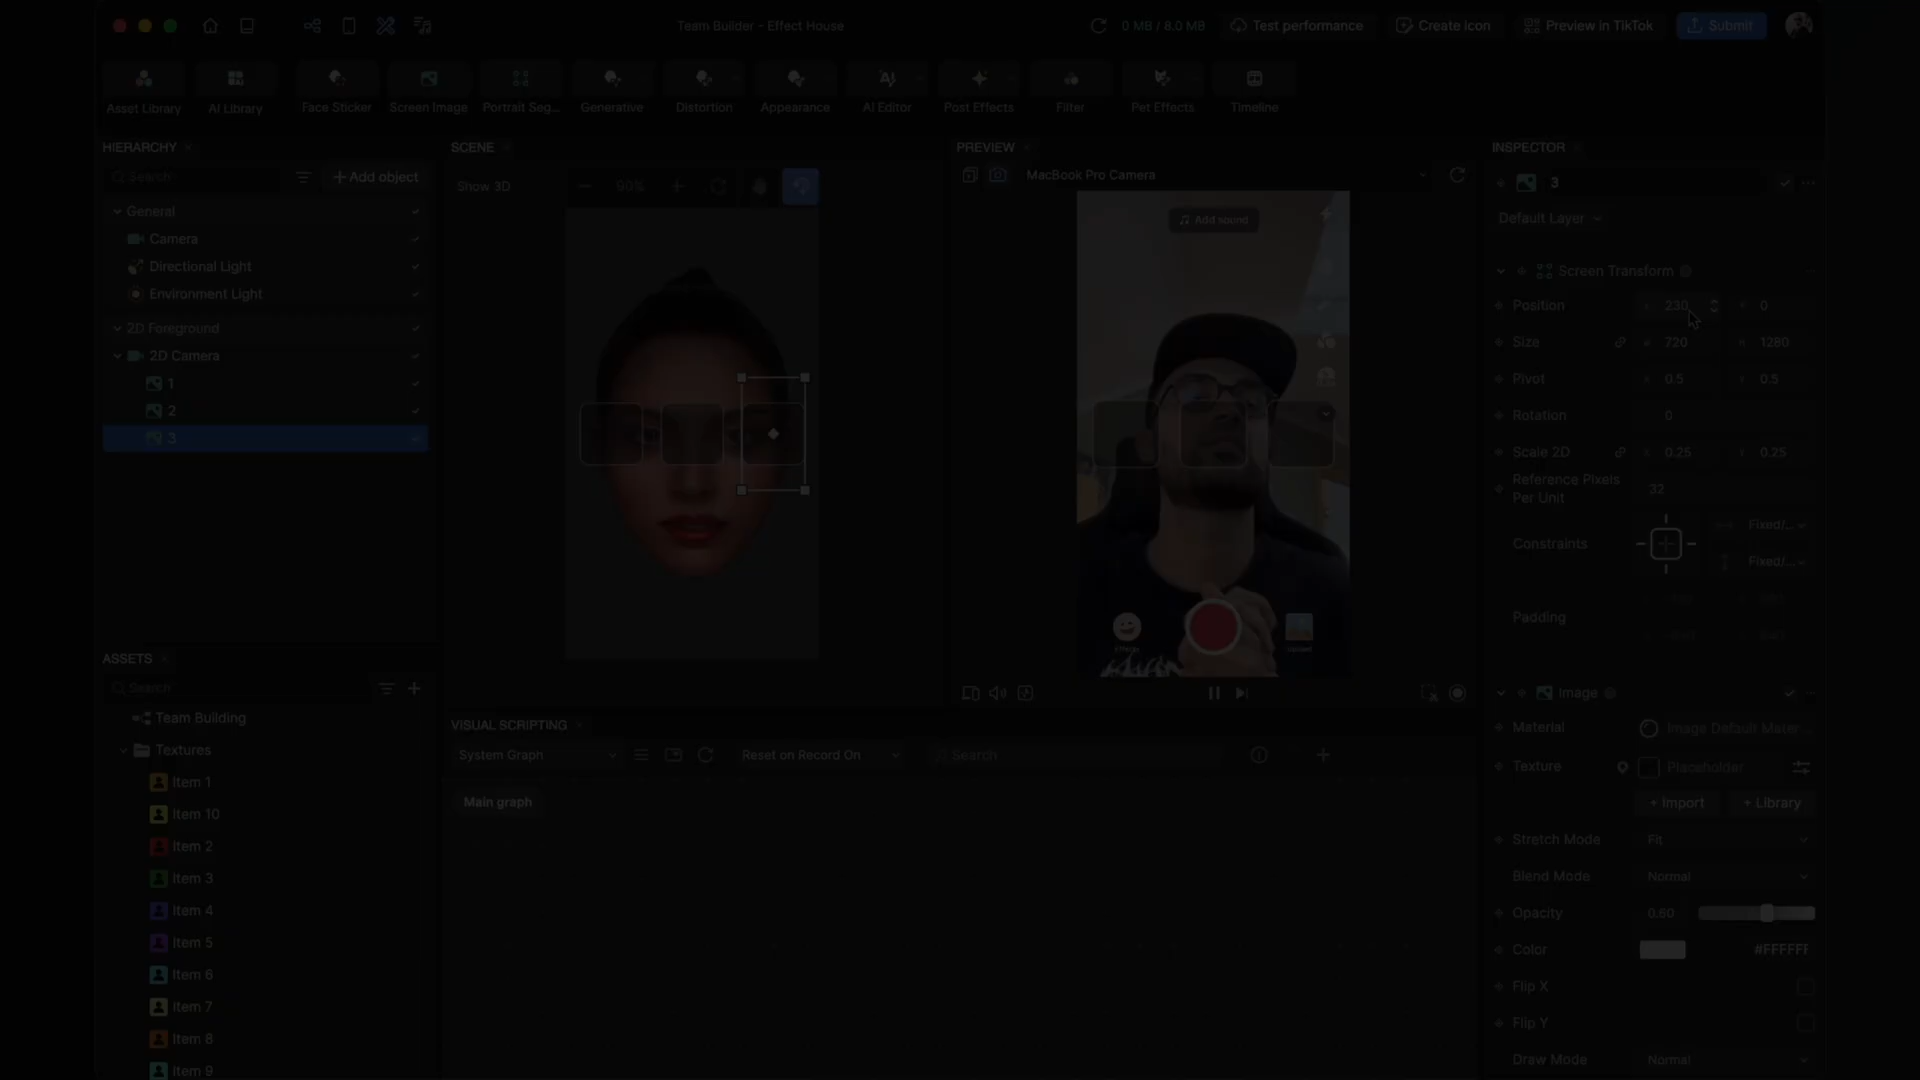 Team Builder - Effect House
0 MB / 8.0 MB
Test performance
Create icon
Preview in TikTok
Submit
Asset Library
AI Library
Face Sticker
Screen Image
Portrait Seg...
Generative
Distortion
Appearance
AI Editor
Post Effects
Filter
Pet Effects
Timeline
HIERARCHY
Search
Add object
General
Camera
Directional Light
Environment Light
2D Foreground
2D Camera
1
2
3
ASSETS
Search
Team Building
Textures
Item 1
Item 10
Item 2
Item 3
Item 4
Item 5
Item 6
Item 7
Item 8
Item 9
SCENE
Show 3D
90%
PREVIEW
MacBook Pro Camera
Add sound
Effects
VISUAL SCRIPTING
System Graph
Reset on Record On
Search
Main graph
INSPECTOR
3
Default Layer
Screen Transform
Position X 230 Y 0
Size W 720 H 1280
Pivot X 0.5 Y 0.5
Rotation 0
Scale 2D X 0.25 Y 0.25
Reference Pixels
Per Unit
32
Constraints
Fixed/...
Fixed/...
Padding
Image
Material Image Default Mater...
Texture Placeholder
+ Import + Library
Stretch Mode Fit
Blend Mode Normal
Opacity 0.60
Color #FFFFFF
Flip X
Flip Y
Draw Mode Normal